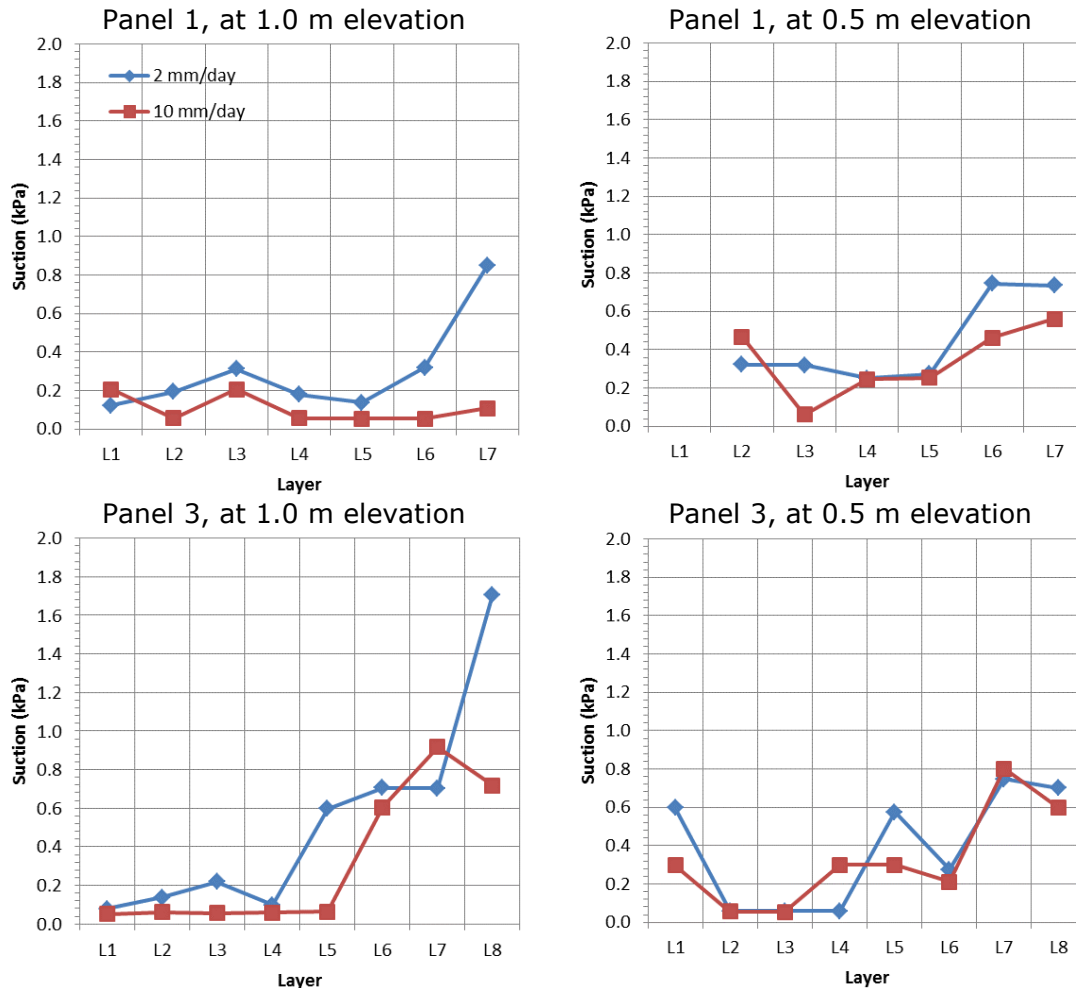 Panel 1, at 1.0 m elevation
2.0
1.8
1.6
1.4
1.2
1.0
0.8
0.6
0.4
0.2
0.0
Suction (kPa)
2 mm/day
10 mm/day
L1 L2 L3 L4 L5 L6 L7
Layer
Panel 1, at 0.5 m elevation
2.0
1.8
1.6
1.4
1.2
1.0
0.8
0.6
0.4
0.2
0.0
Suction (kPa)
L1 L2 L3 L4 L5 L6 L7
Layer
Panel 3, at 1.0 m elevation
2.0
1.8
1.6
1.4
1.2
1.0
0.8
0.6
0.4
0.2
0.0
Suction (kPa)
L1 L2 L3 L4 L5 L6 L7 L8
Layer
Panel 3, at 0.5 m elevation
2.0
1.8
1.6
1.4
1.2
1.0
0.8
0.6
0.4
0.2
0.0
Suction (kPa)
L1 L2 L3 L4 L5 L6 L7 L8
Layer